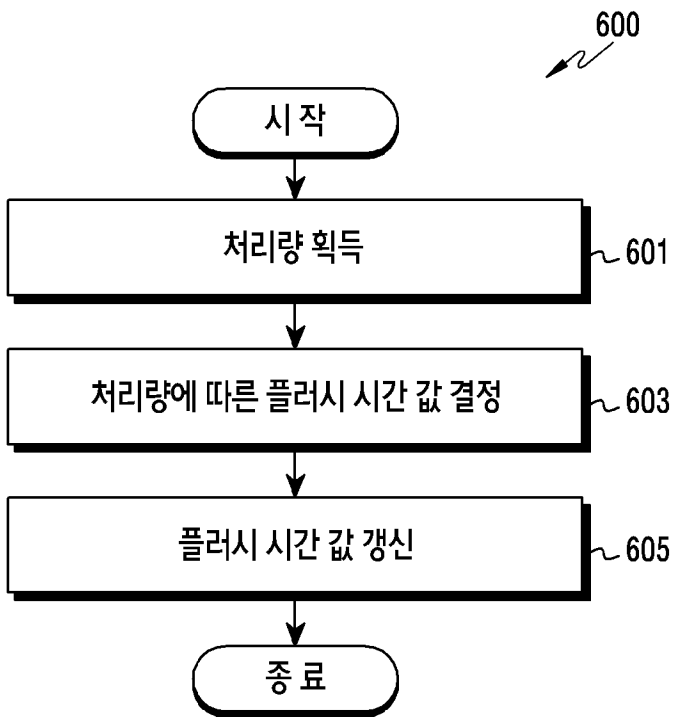 600
시작
처리량 획득
601
처리량에 따른 플러시 시간 값 결정
603
플러시 시간 값 갱신
605
종료